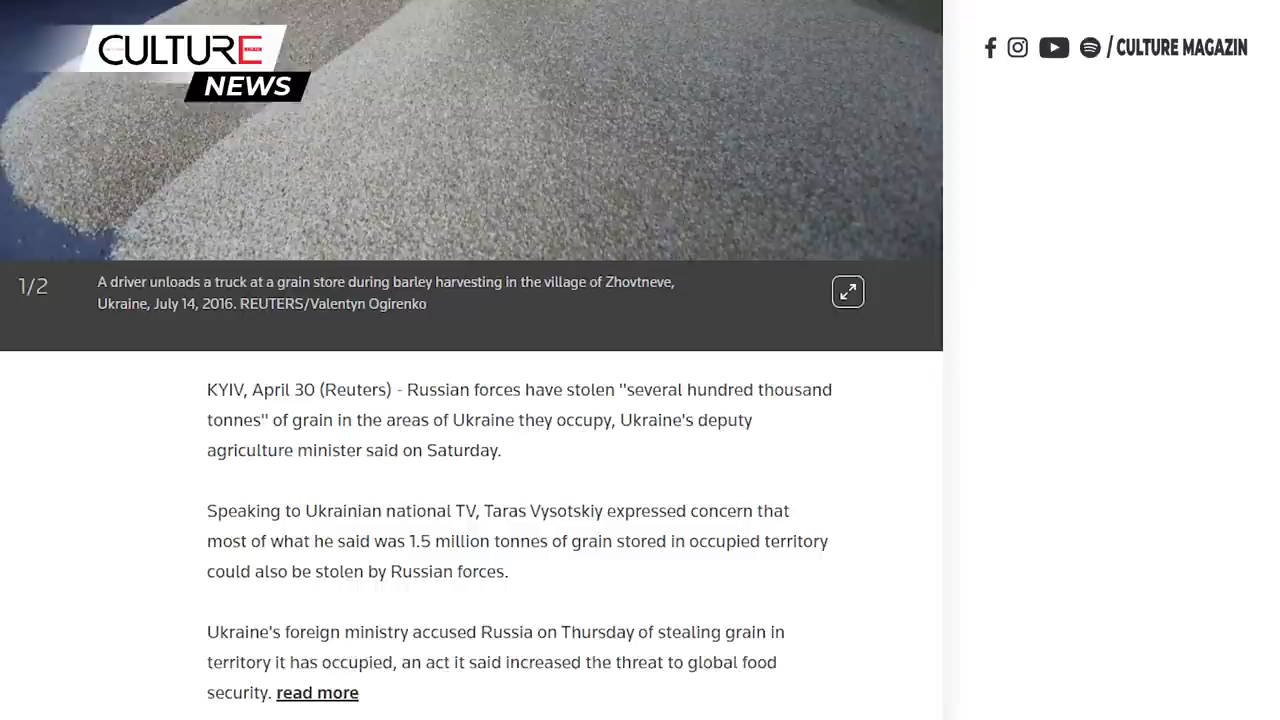 CULTURE
NEWS
/ CULTURE MAGAZIN
1/2
A driver unloads a truck at a grain store during barley harvesting in the village of Zhovtneve,
Ukraine, July 14, 2016. REUTERS/Valentyn Ogirenko
KYIV, April 30 (Reuters) - Russian forces have stolen "several hundred thousand
tonnes" of grain in the areas of Ukraine they occupy, Ukraine's deputy
agriculture minister said on Saturday.
Speaking to Ukrainian national TV, Taras Vysotskiy expressed concern that
most of what he said was 1.5 million tonnes of grain stored in occupied territory
could also be stolen by Russian forces.
Ukraine's foreign ministry accused Russia on Thursday of stealing grain in
territory it has occupied, an act it said increased the threat to global food
security. read more